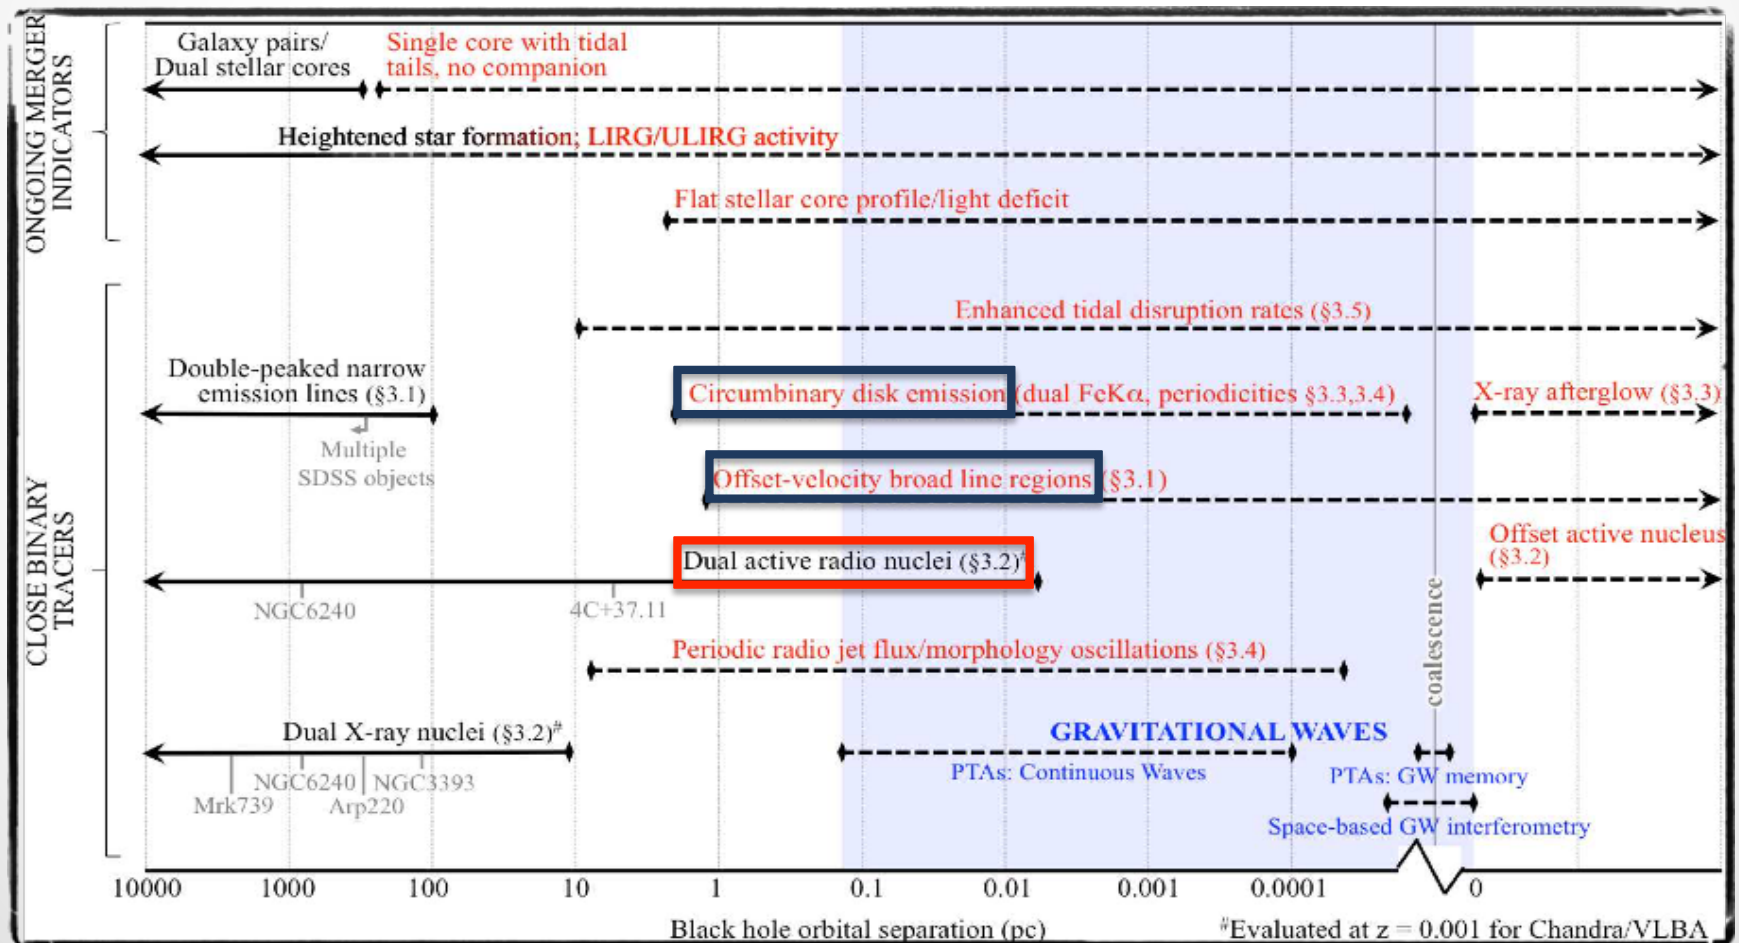 ONGOING MERGER
INDICATORS
Galaxy pairs/
Dual stellar cores
Single core with tidal
tails, no companion
Heightened star formation; LIRG/ULIRG activity
Flat stellar core profile/light deficit
CLOSE BINARY
TRACERS
Enhanced tidal disruption rates (§3.5)
Double-peaked narrow
emission lines (§3.1)
Multiple
SDSS objects
Circumbinary disk emission (dual FeKα, periodicities §3.3,3.4)
X-ray afterglow (§3.3)
Offset-velocity broad line regions (§3.1)
Dual active radio nuclei (§3.2)#
Offset active nucleus
(§3.2)
NGC6240
4C+37.11
coalescence
Periodic radio jet flux/morphology oscillations (§3.4)
Dual X-ray nuclei (§3.2)#
NGC6240
NGC3393
Mrk739
Arp220
GRAVITATIONAL WAVES
PTAs: Continuous Waves
PTAs: GW memory
Space-based GW interferometry
10000 1000 100 10 1 0.1 0.01 0.001 0.0001 0
Black hole orbital separation (pc)
#Evaluated at z = 0.001 for Chandra/VLBA